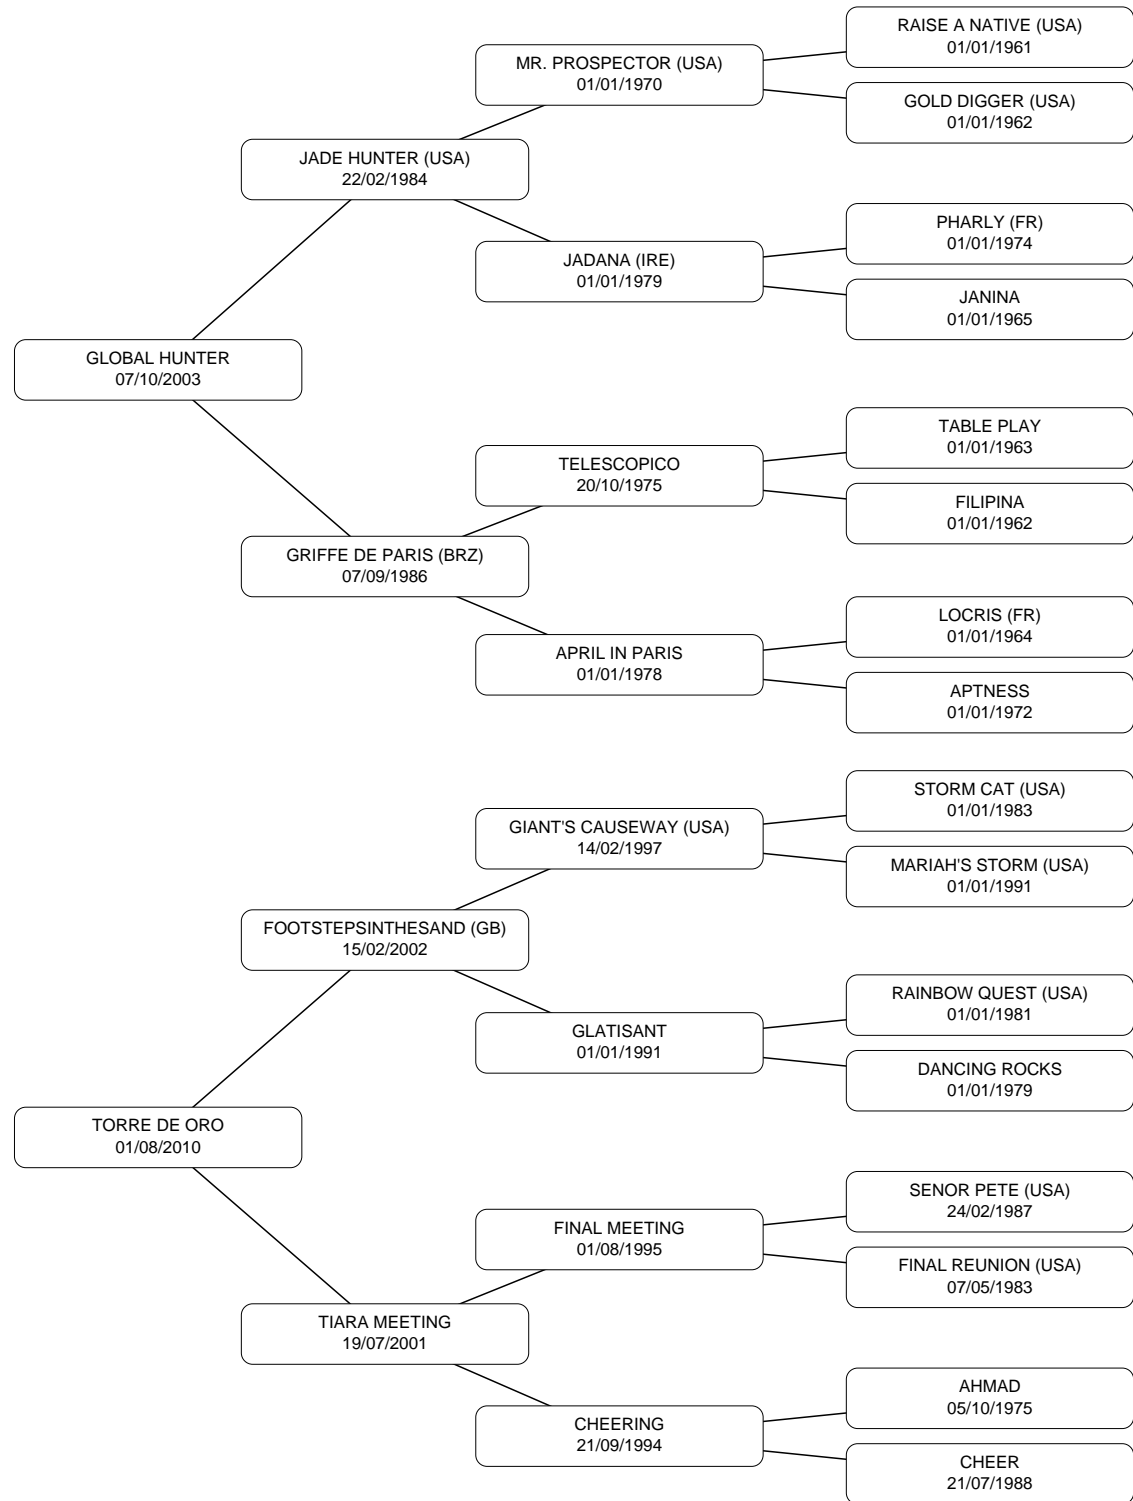 RAISE A NATIVE (USA)
01/01/1961
MR. PROSPECTOR (USA)
01/01/1970
GOLD DIGGER (USA)
01/01/1962
JADE HUNTER (USA)
22/02/1984
PHARLY (FR)
01/01/1974
JADANA (IRE)
01/01/1979
JANINA
01/01/1965
GLOBAL HUNTER
07/10/2003
TABLE PLAY
01/01/1963
TELESCOPICO
20/10/1975
FILIPINA
01/01/1962
GRIFFE DE PARIS (BRZ)
07/09/1986
LOCRIS (FR)
01/01/1964
APRIL IN PARIS
01/01/1978
APTNESS
01/01/1972
STORM CAT (USA)
01/01/1983
GIANT'S CAUSEWAY (USA)
14/02/1997
MARIAH'S STORM (USA)
01/01/1991
FOOTSTEPSINTHESAND (GB)
15/02/2002
RAINBOW QUEST (USA)
01/01/1981
GLATISANT
01/01/1991
DANCING ROCKS
01/01/1979
TORRE DE ORO
01/08/2010
SENOR PETE (USA)
24/02/1987
FINAL MEETING
01/08/1995
FINAL REUNION (USA)
07/05/1983
TIARA MEETING
19/07/2001
AHMAD
05/10/1975
CHEERING
21/09/1994
CHEER
21/07/1988